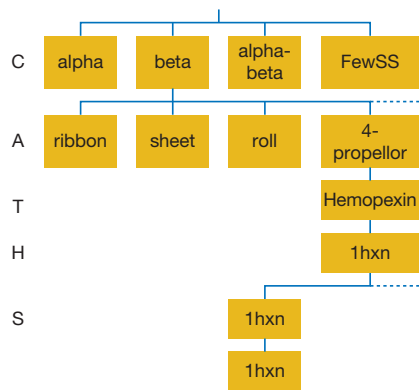 C
alpha
beta
alpha-
beta
FewSS
A
ribbon
sheet
roll
4-
propellor
T
Hemopexin
H
1hxn
S
1hxn
1hxn